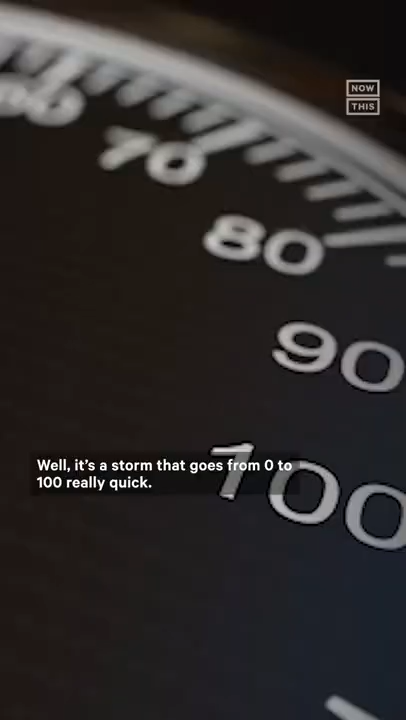 NOW
THIS
70
80
90
100
Well, it's a storm that goes from 0 to
100 really quick.